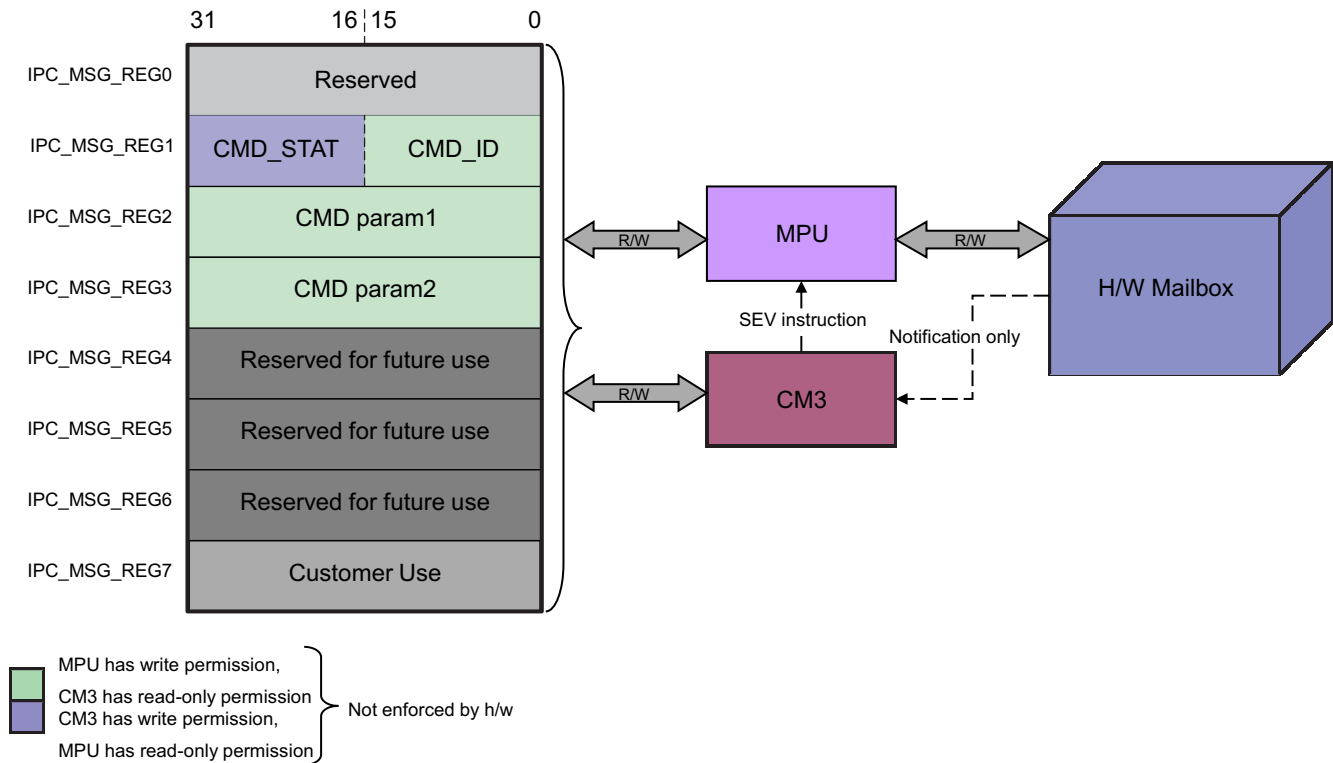 31 16 15 0
IPC_MSG_REG0 Reserved
IPC_MSG_REG1 CMD_STAT CMD_ID
IPC_MSG_REG2 CMD param1
IPC_MSG_REG3 CMD param2
IPC_MSG_REG4 Reserved for future use
IPC_MSG_REG5 Reserved for future use
IPC_MSG_REG6 Reserved for future use
IPC_MSG_REG7 Customer Use
R/W
MPU
R/W
H/W Mailbox
SEV instruction
Notification only
R/W
CM3
MPU has write permission,
CM3 has read-only permission
CM3 has write permission,
MPU has read-only permission
Not enforced by h/w